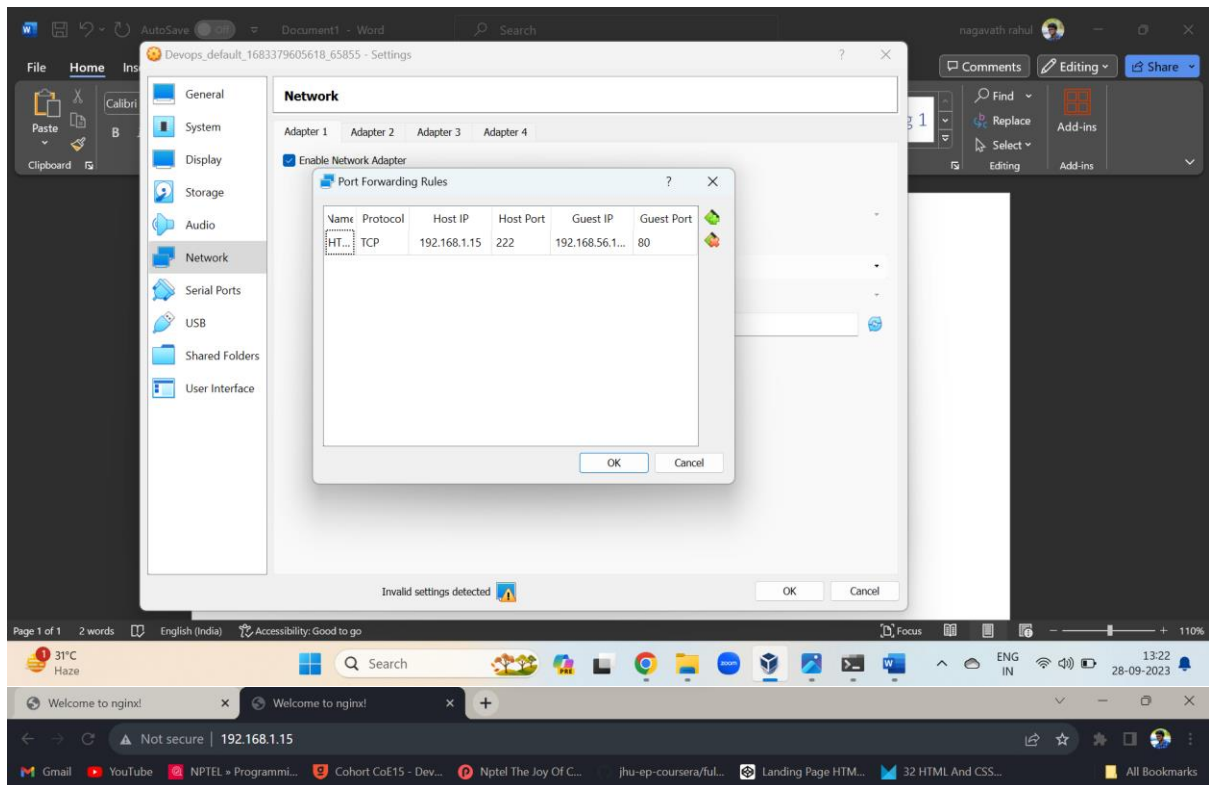 AutoSave Off Document1 - Word Search nagavath rahul
Devops_default_1683379605618_65855 - Settings ? ×
File Home Ins Comments Editing Share
Paste
Clipboard
Calibri
B
g 1
Find
Replace
Select
Editing
Add-ins
Add-ins
General
System
Display
Storage
Audio
Network
Serial Ports
USB
Shared Folders
User Interface
Network
Adapter 1 Adapter 2 Adapter 3 Adapter 4
Enable Network Adapter
Port Forwarding Rules ? ×
Name Protocol Host IP Host Port Guest IP Guest Port
HT... TCP 192.168.1.15 222 192.168.56.1... 80
OK Cancel
Invalid settings detected OK Cancel
Page 1 of 1 2 words English (India) Accessibility: Good to go Focus 110%
1 31°C
Haze
Search
PRE
zoom
ENG
IN
13:22
28-09-2023
Welcome to nginx! × Welcome to nginx! × +
Not secure | 192.168.1.15
Gmail YouTube NPTEL » Programmi... Cohort CoE15 - Dev... Nptel The Joy Of C... jhu-ep-coursera/ful... Landing Page HTM... 32 HTML And CSS... All Bookmarks